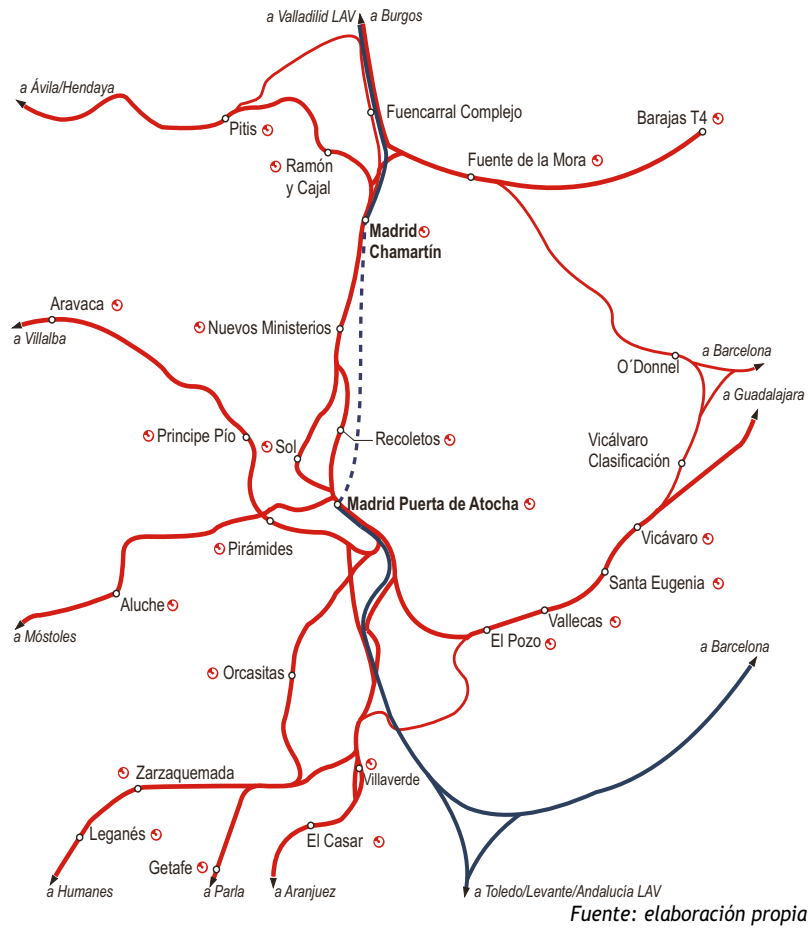 a Valladilid LAV
a Burgos
a Ávila/Hendaya
Fuencarral Complejo
Barajas T4
Pitis
Ramón
y Cajal
Fuente de la Mora
Madrid
Chamartín
Aravaca
a Villalba
Nuevos Ministerios
O´Donnel
a Barcelona
a Guadalajara
Principe Pío
Sol
Recoletos
Vicálvaro
Clasificación
Madrid Puerta de Atocha
Pirámides
Vicávaro
Santa Eugenia
Aluche
Vallecas
a Móstoles
El Pozo
a Barcelona
Orcasitas
Zarzaquemada
Villaverde
Leganés
El Casar
Getafe
a Humanes
a Parla
a Aranjuez
a Toledo/Levante/Andalucía LAV
Fuente: elaboración propia